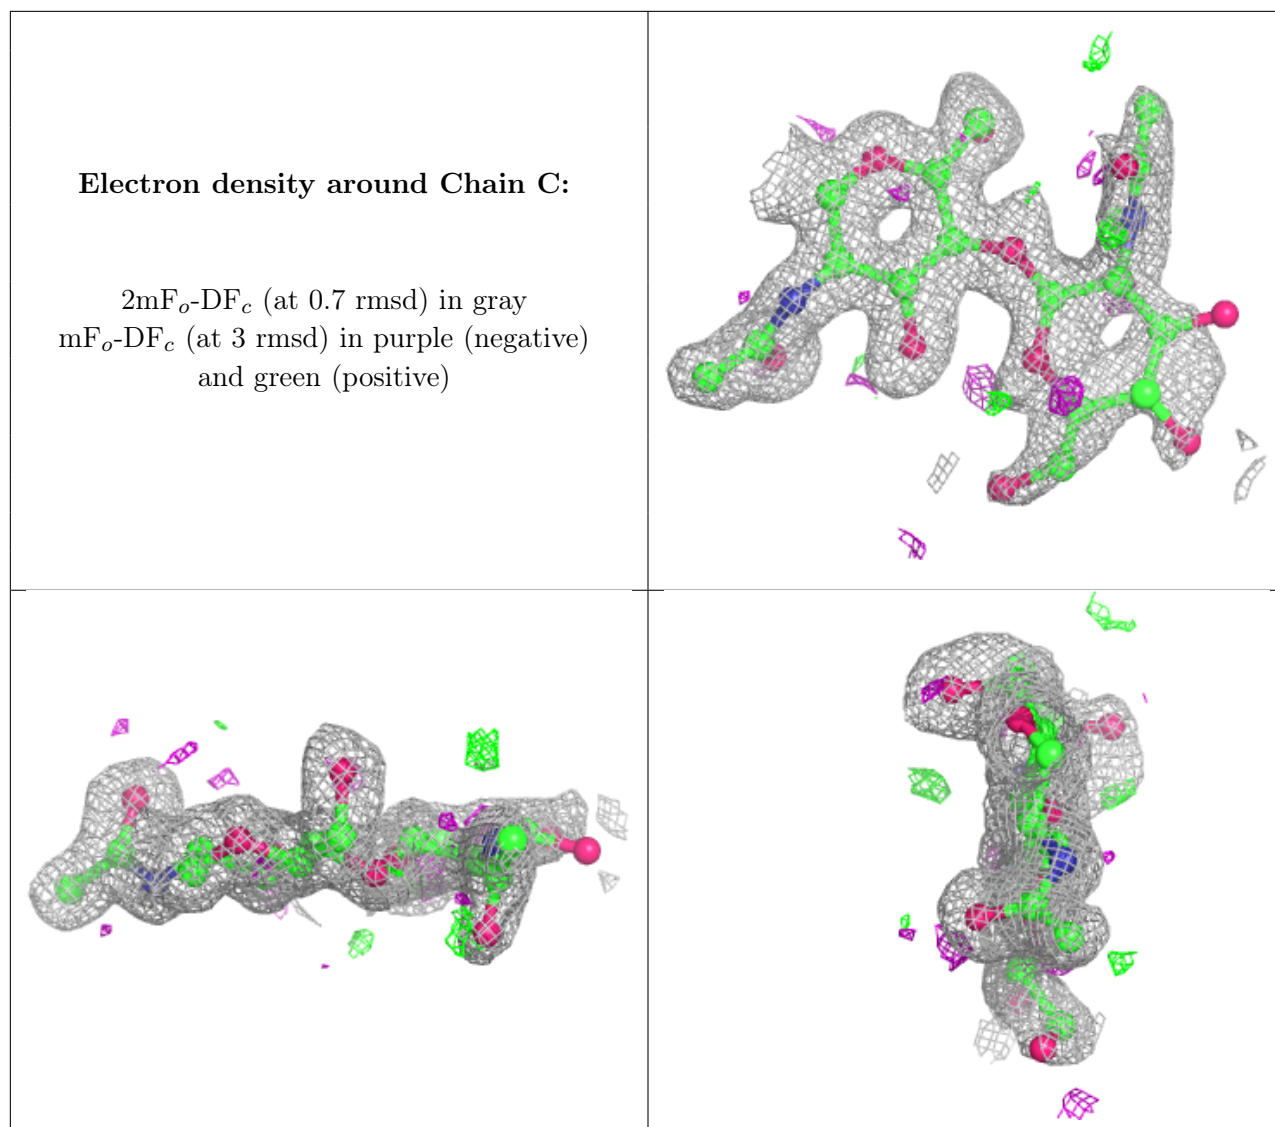 Electron density around Chain C:
2mFo-DFc (at 0.7 rmsd) in gray
mFo-DFc (at 3 rmsd) in purple (negative)
and green (positive)